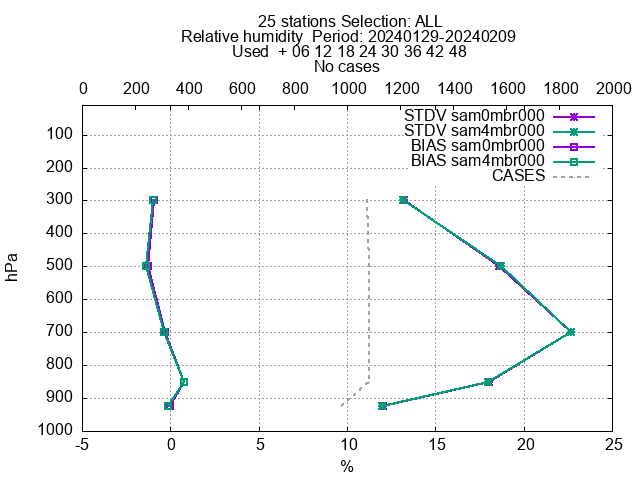 25 stations Selection: ALL
Relative humidity  Period: 20240129-20240209
Used  + 06 12 18 24 30 36 42 48
No cases
0 200 300 400 600 800 1000 1200 1400 1600 1800 2000
STDV sam0mbr000
STDV sam4mbr000
BIAS sam0mbr000
BIAS sam4mbr000
CASES
100
200
300
400
500
600
700
800
900
1000
hPa
-5 0 5 10 15 20 25
%